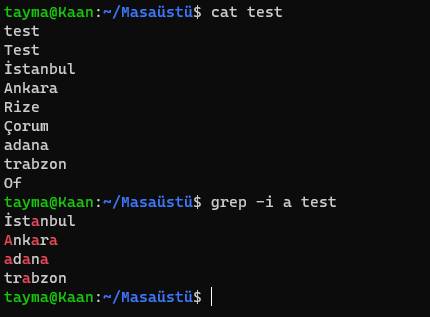 tayma@Kaan:~/Masaüstü$ cat test
test
Test
İstanbul
Ankara
Rize
Çorum
adana
trabzon
Of
tayma@Kaan:~/Masaüstü$ grep -i a test
İstanbul
Ankara
adana
trabzon
tayma@Kaan:~/Masaüstü$